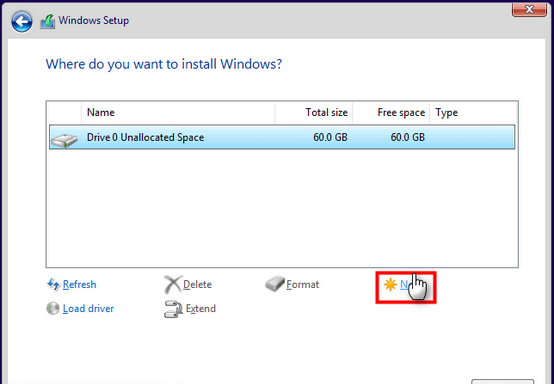 Windows Setup
Where do you want to install Windows?
Name Total size Free space Type
Drive 0 Unallocated Space 60.0 GB 60.0 GB
Refresh Delete Format
Load driver Extend